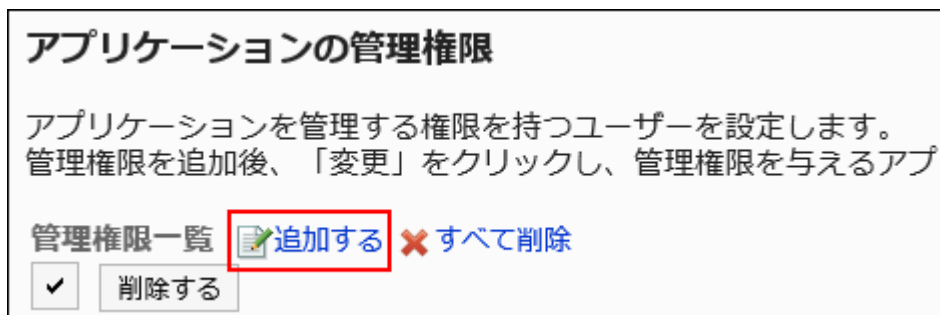 アプリケーションの管理権限
アプリケーションを管理する権限を持つユーザーを設定します。
管理権限を追加後、「変更」をクリックし、管理権限を与えるアプ
管理権限一覧 追加する すべて削除
削除する